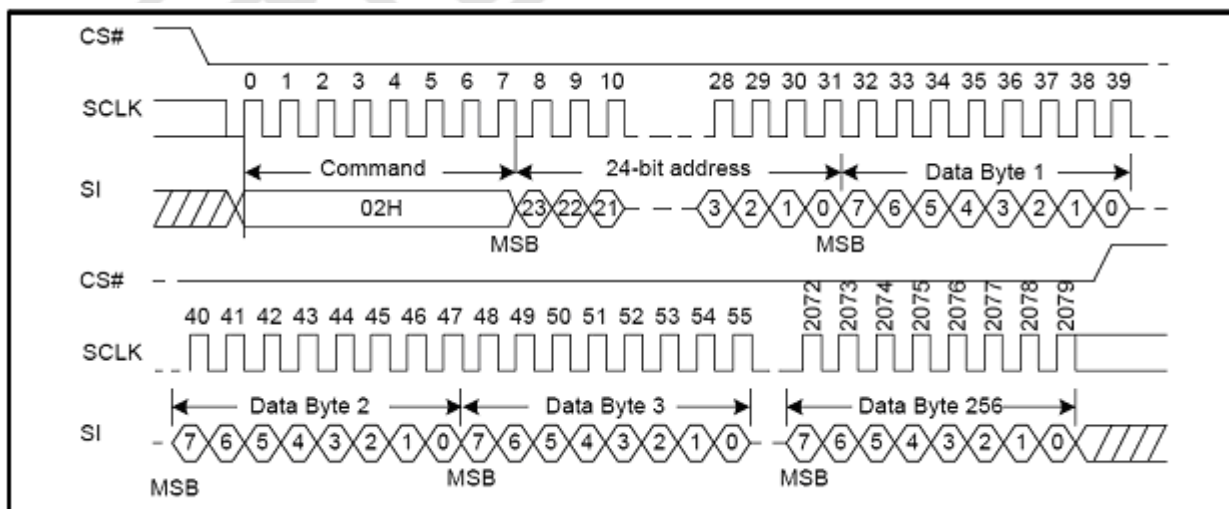 CS#
0 1 2 3 4 5 6 7 8 9 10 28 29 30 31 32 33 34 35 36 37 38 39
SCLK
Command 24-bit address Data Byte 1
SI 02H 23 22 21 3 2 1 0 7 6 5 4 3 2 1 0
MSB MSB
CS#
40 41 42 43 44 45 46 47 48 49 50 51 52 53 54 55 2072 2073 2074 2075 2076 2077 2078 2079
SCLK
Data Byte 2 Data Byte 3 Data Byte 256
SI 7 6 5 4 3 2 1 0 7 6 5 4 3 2 1 0 7 6 5 4 3 2 1 0
MSB MSB MSB